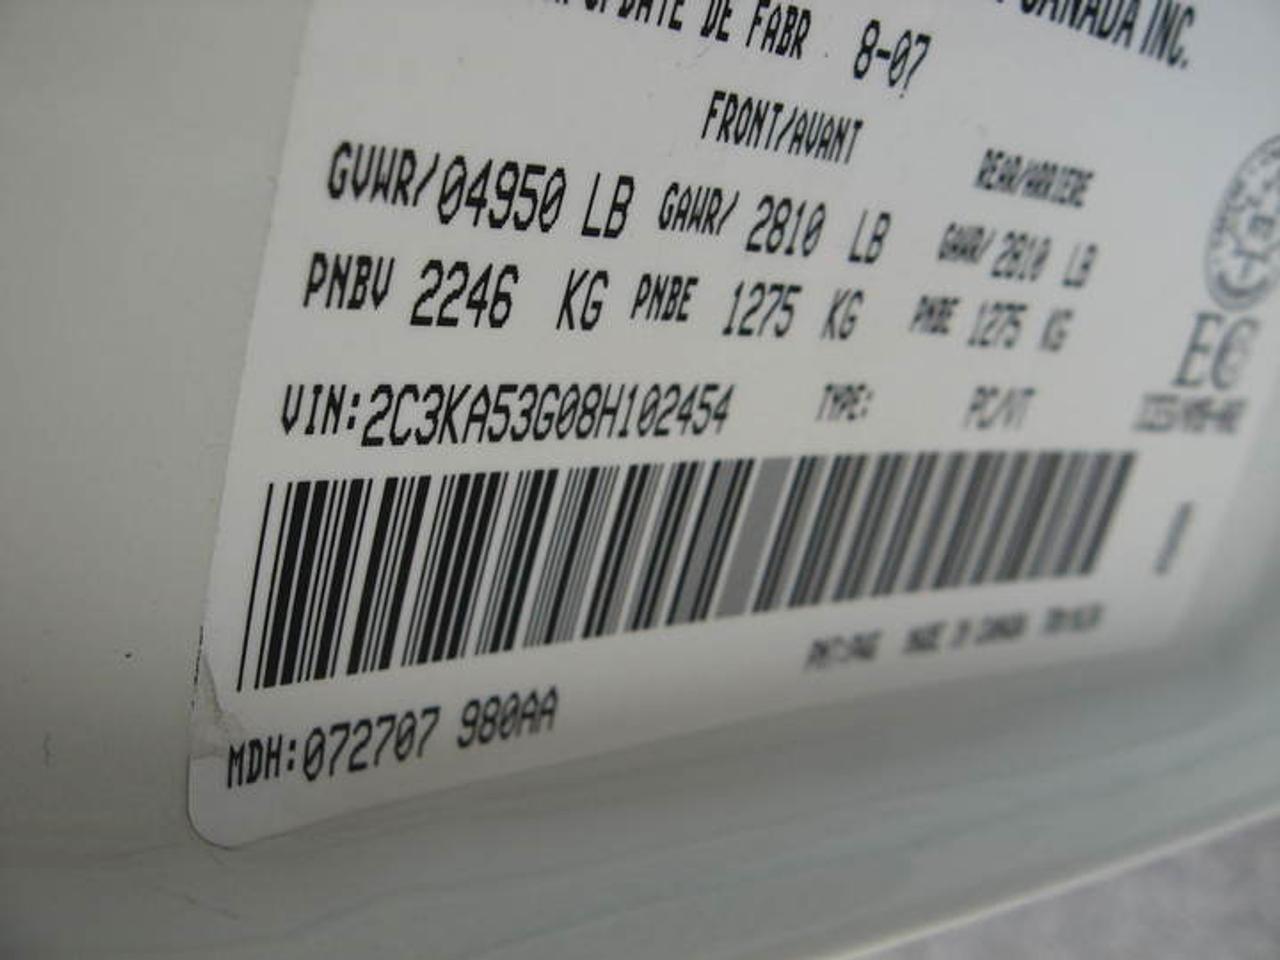 CANADA INC.
DATE DE FABR 8-07
FRONT/AVANT REAR/ARRIERE
GVWR/04950 LB GAWR/ 2810 LB GAWR/ 2810 LB
PNBV 2246 KG PNBE 1275 KG PNBE 1275 KG
VIN:2C3KA53G08H102454 TYPE: PC/VT
EC
MADE IN CANADA
MDH:072707 980AA